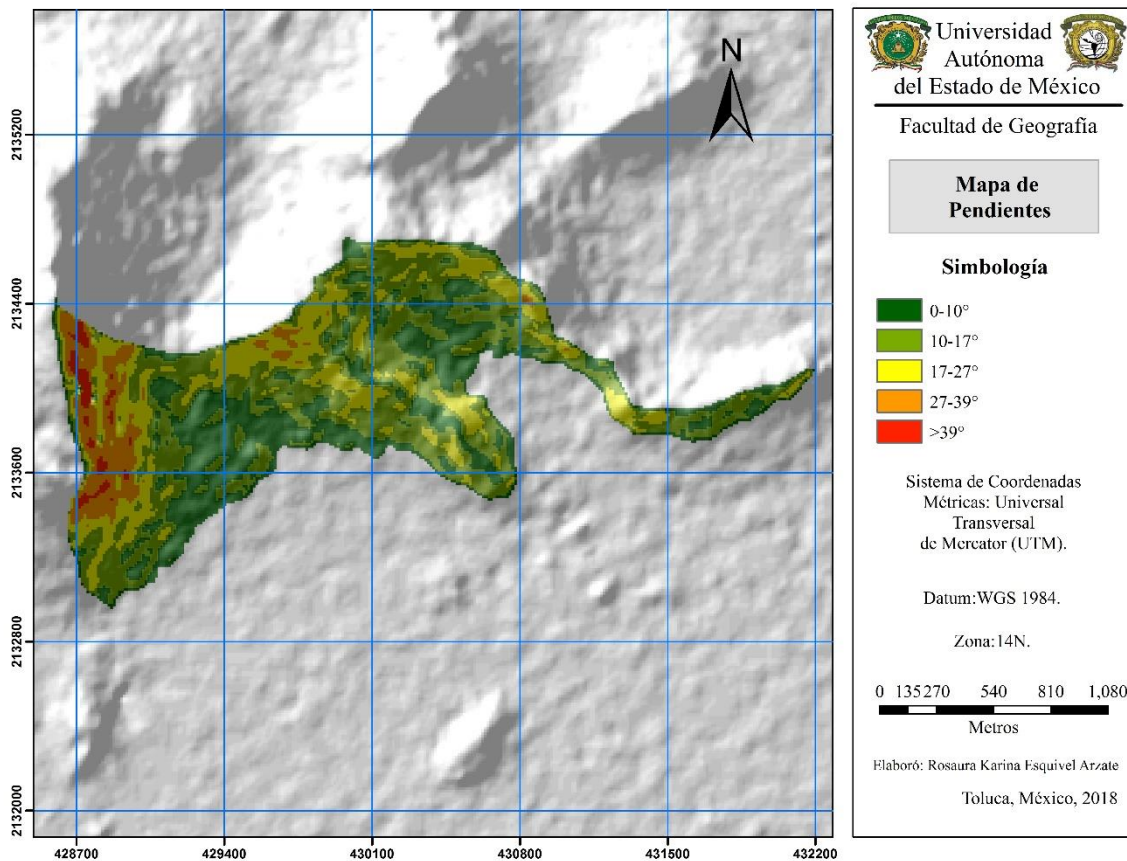 N
2135200
2134400
2133600
2132800
2132000
428700 429400 430100 430800 431500 432200
Universidad
Autónoma
del Estado de México
Facultad de Geografía
Mapa de
Pendientes
Simbología
0-10°
10-17°
17-27°
27-39°
>39°
Sistema de Coordenadas
Métricas: Universal
Transversal
de Mercator (UTM).
Datum:WGS 1984.
Zona:14N.
0 135 270 540 810 1,080
Metros
Elaboró: Rosaura Karina Esquivel Arzate
Toluca, México, 2018